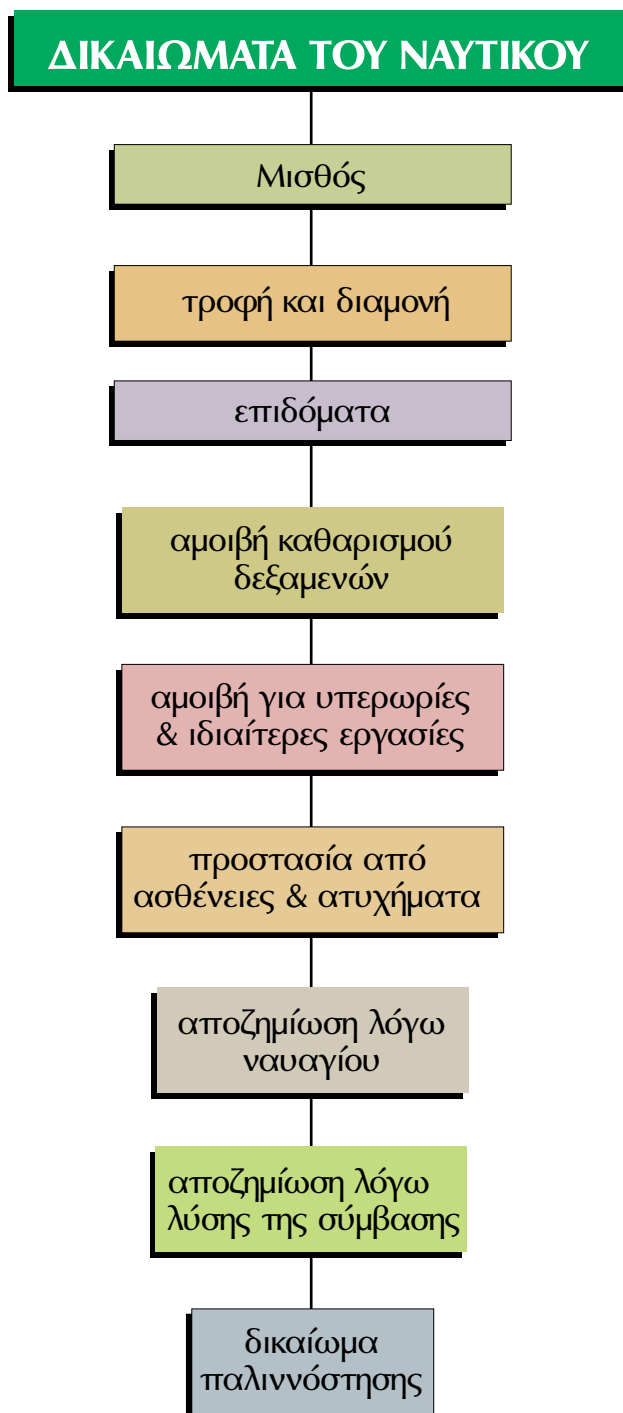 ΔΙΚΑΙΩΜΑΤΑ ΤΟΥ ΝΑΥΤΙΚΟΥ
Μισθός
τροφή και διαμονή
επιδόματα
αμοιβή καθαρισμού
δεξαμενών
αμοιβή για υπερωρίες
& ιδιαίτερες εργασίες
προστασία από
ασθένειες & ατυχήματα
αποζημίωση λόγω
ναυαγίου
αποζημίωση λόγω
λύσης της σύμβασης
δικαίωμα
παλιννόστησης